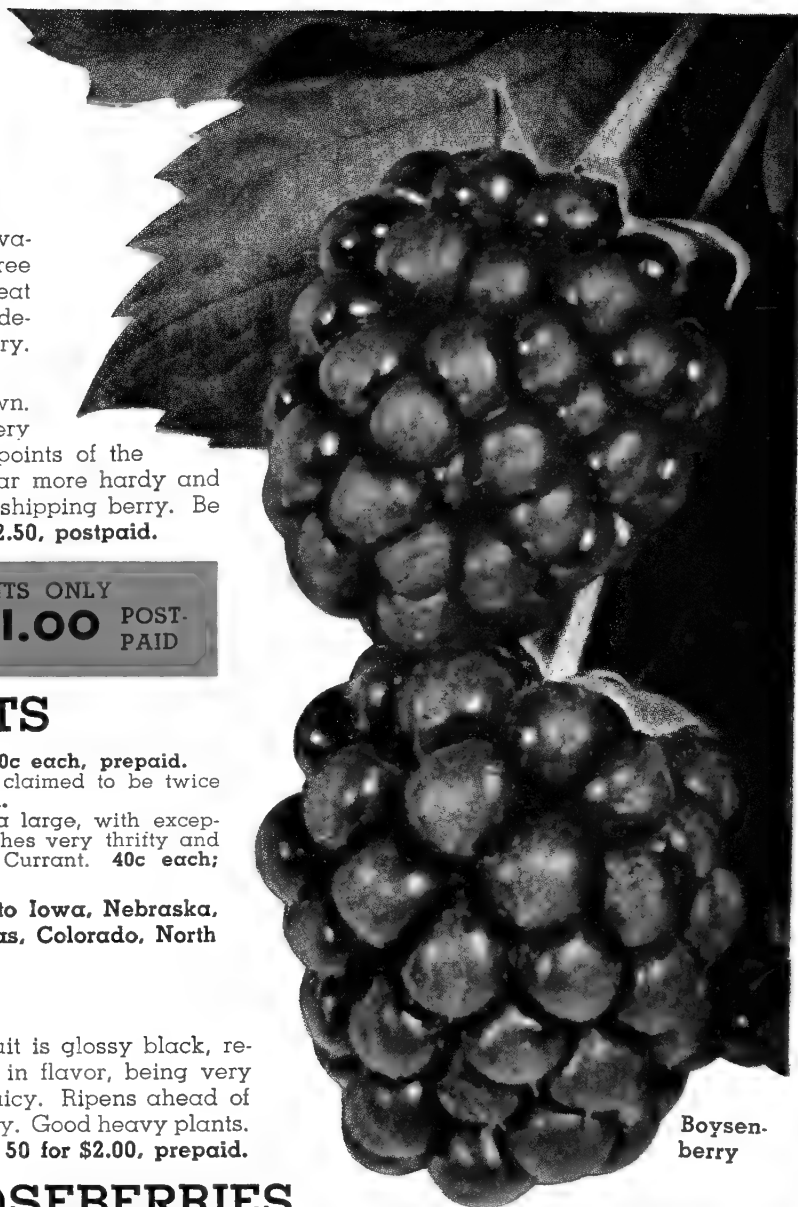 va-
ree
eat
de-
ry.
wn.
ery
points of the
ar more hardy and
shipping berry. Be
2.50, postpaid.
TS ONLY
1.00 POST-
PAID
TS
0c each, prepaid.
claimed to be twice
a large, with excep-
hes very thrifty and
Currant. 40c each;
to Iowa, Nebraska,
as, Colorado, North
uit is glossy black, re-
in flavor, being very
uicy. Ripens ahead of
y. Good heavy plants.
50 for $2.00, prepaid.
Boysen-
berry
OSEBERRIES